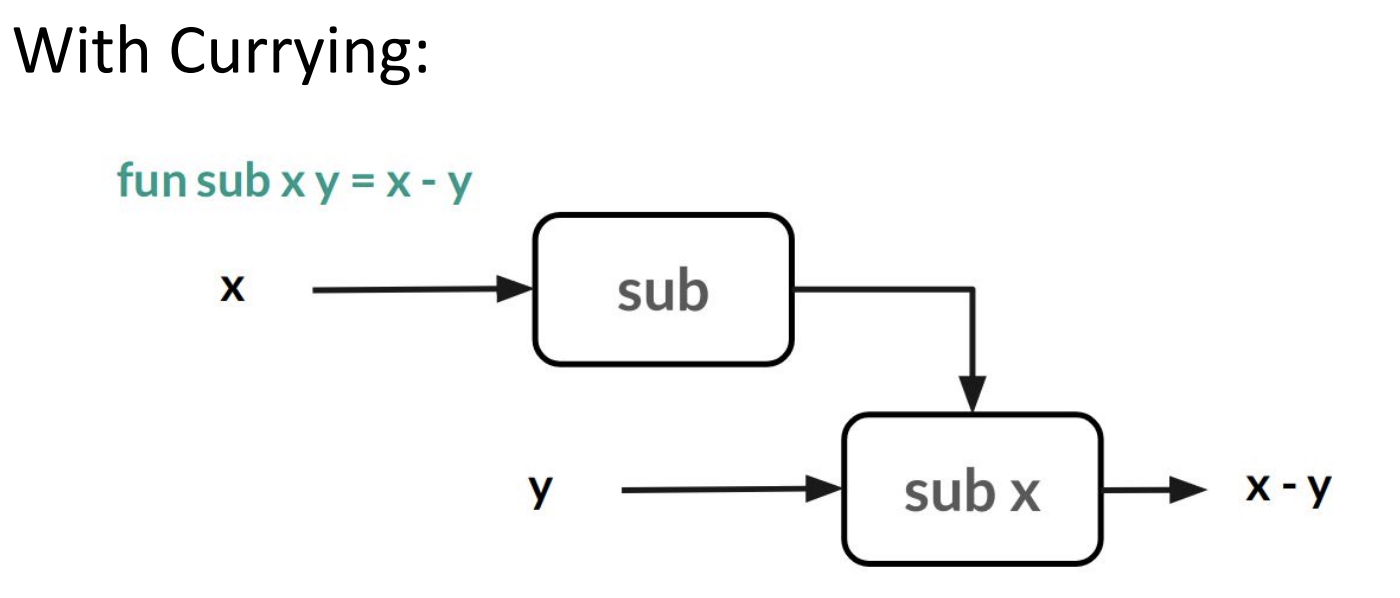 With Currying:
fun sub x y = x - y
x
sub
y
sub x
x - y